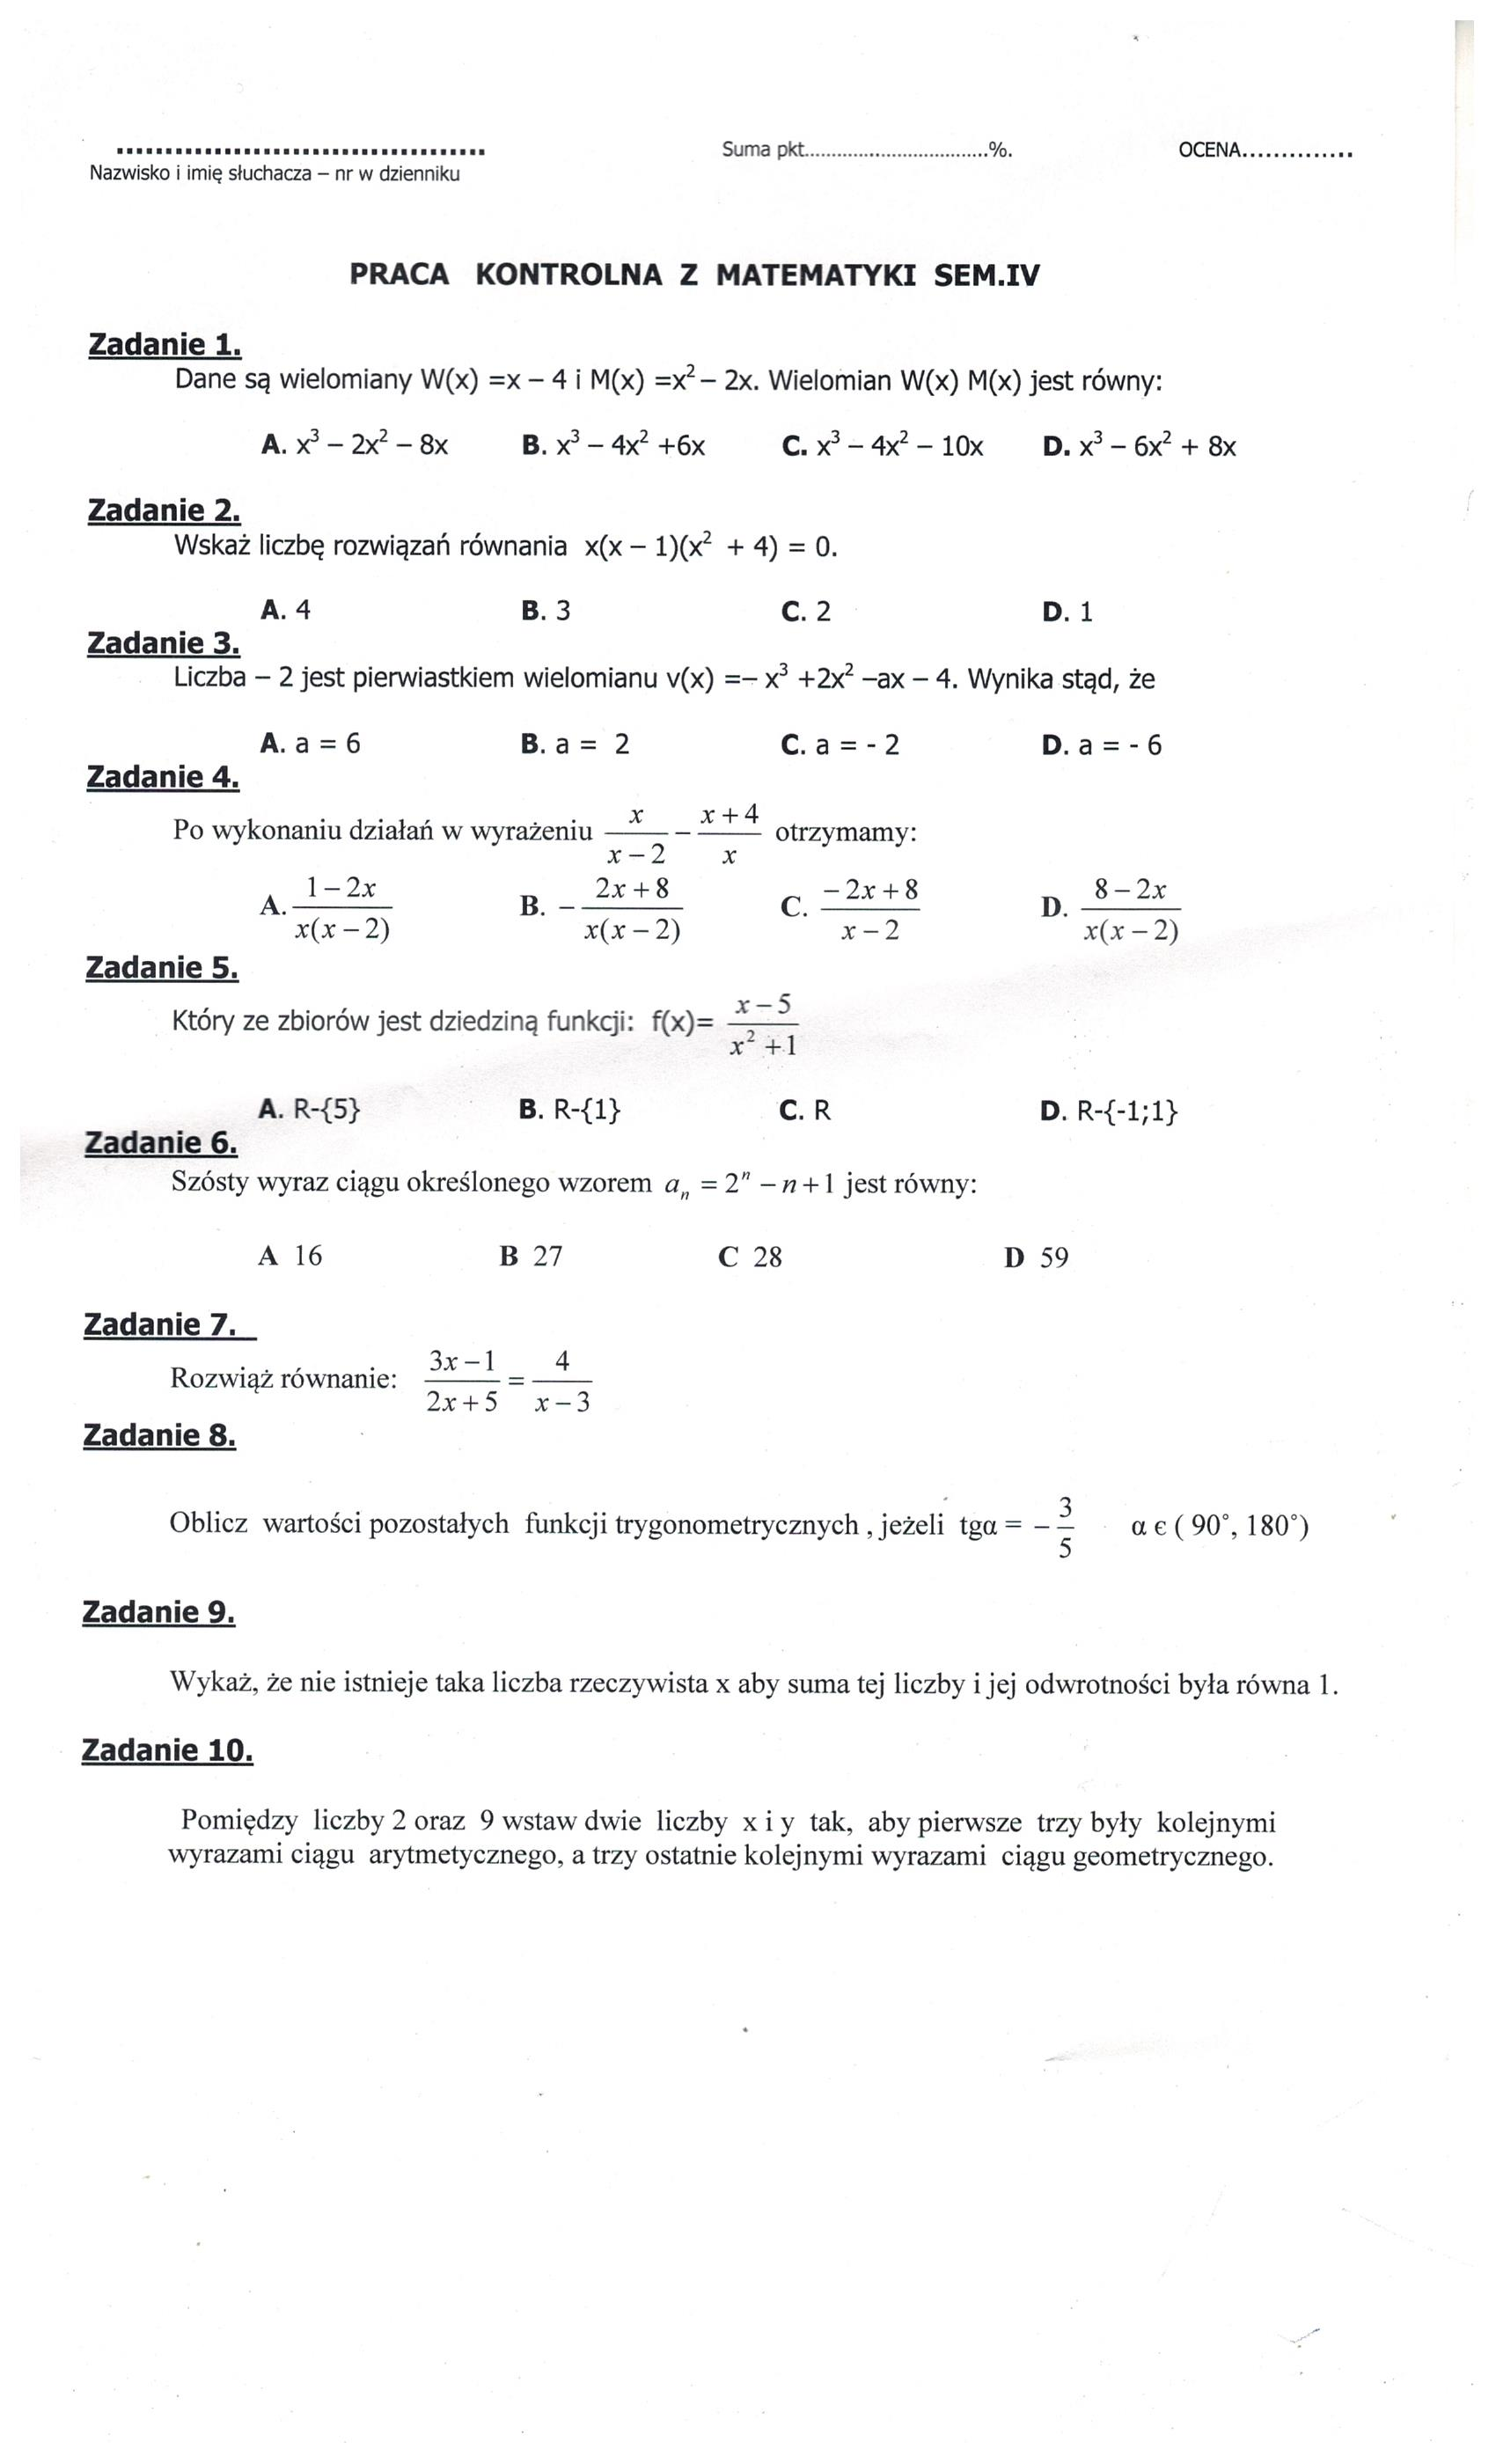 ....................................... Suma pkt.................................%. OCENA..............
Nazwisko i imię słuchacza – nr w dzienniku
PRACA KONTROLNA Z MATEMATYKI SEM.IV
Zadanie 1.
Dane są wielomiany W(x) =x – 4 i M(x) =x² – 2x. Wielomian W(x) M(x) jest równy:
A. x³ – 2x² – 8x B. x³ – 4x² +6x C. x³ – 4x² – 10x D. x³ – 6x² + 8x
Zadanie 2.
Wskaż liczbę rozwiązań równania x(x – 1)(x² + 4) = 0.
A. 4 B. 3 C. 2 D. 1
Zadanie 3.
Liczba – 2 jest pierwiastkiem wielomianu v(x) =– x³ +2x² –ax – 4. Wynika stąd, że
A. a = 6 B. a = 2 C. a = - 2 D. a = - 6
Zadanie 4.
Po wykonaniu działań w wyrażeniu x/(x – 2) – (x + 4)/x otrzymamy:
A. (1 – 2x)/(x(x – 2)) B. – (2x + 8)/(x(x – 2)) C. (– 2x + 8)/(x – 2) D. (8 – 2x)/(x(x – 2))
Zadanie 5.
Który ze zbiorów jest dziedziną funkcji: f(x)= (x – 5)/(x² + 1)
A. R-{5} B. R-{1} C. R D. R-{-1;1}
Zadanie 6.
Szósty wyraz ciągu określonego wzorem aₙ = 2ⁿ – n + 1 jest równy:
A 16 B 27 C 28 D 59
Zadanie 7.
Rozwiąż równanie: (3x – 1)/(2x + 5) = 4/(x – 3)
Zadanie 8.
Oblicz wartości pozostałych funkcji trygonometrycznych , jeżeli tgα = – 3/5 α є ( 90°, 180°)
Zadanie 9.
Wykaż, że nie istnieje taka liczba rzeczywista x aby suma tej liczby i jej odwrotności była równa 1.
Zadanie 10.
Pomiędzy liczby 2 oraz 9 wstaw dwie liczby x i y tak, aby pierwsze trzy były kolejnymi
wyrazami ciągu arytmetycznego, a trzy ostatnie kolejnymi wyrazami ciągu geometrycznego.